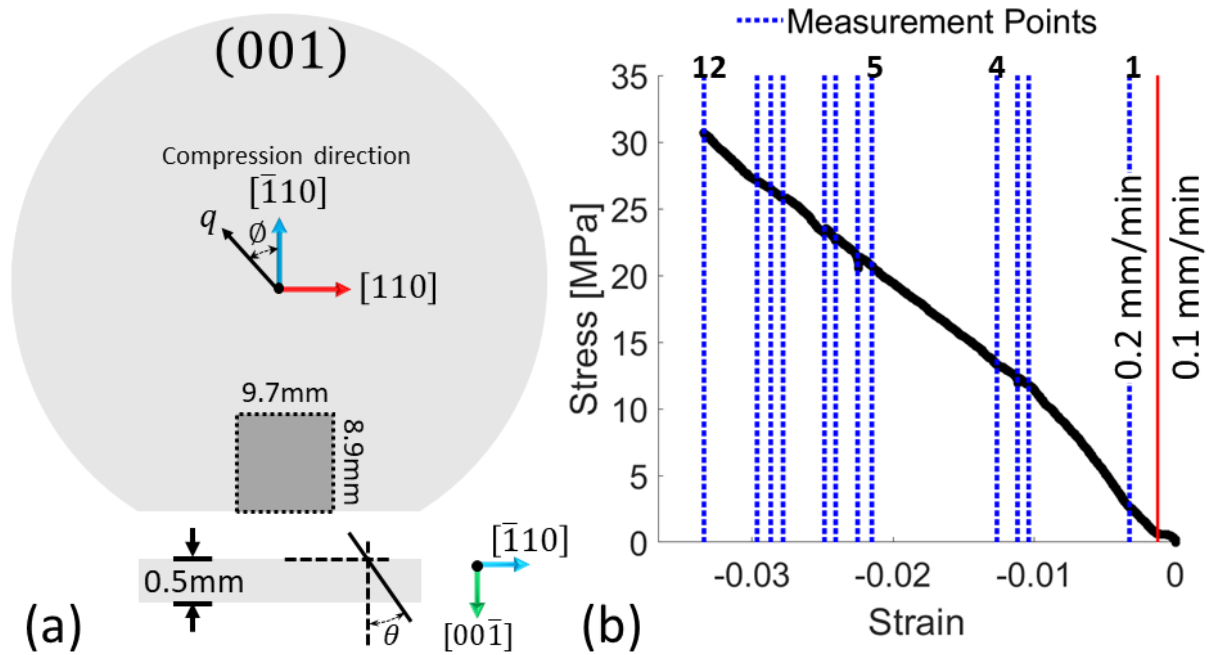 (001)
Compression direction
[1̅10]
q
∅
[110]
9.7mm
8.9mm
0.5mm
[1̅10]
θ
[001̅]
(a)
Measurement Points
12
5
4
1
35
30
25
20
15
10
5
0
Stress [MPa]
0.2 mm/min
0.1 mm/min
-0.03
-0.02
-0.01
0
Strain
(b)